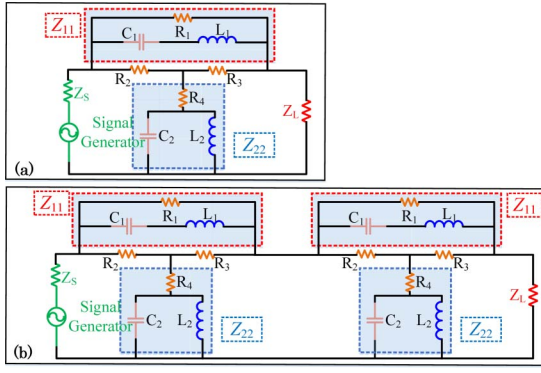 Z11
R1
C1
L1
R2
R3
ZS
R4
ZL
Signal
Generator
C2
L2
Z22
(a)
Z11
R1
C1
L1
R1
C1
L1
Z11
R2
R3
R2
R3
ZS
R4
R4
ZL
Signal
Generator
C2
L2
Z22
C2
L2
Z22
(b)